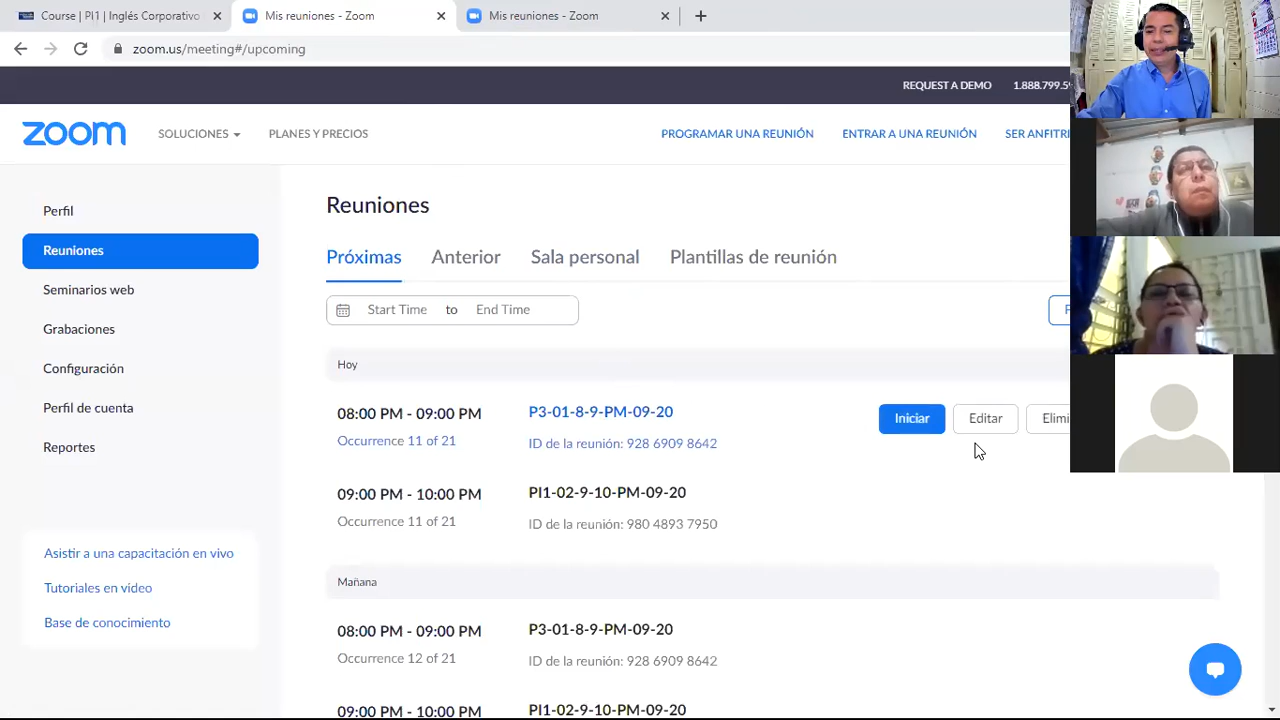 Course | PI1 | Inglés Corporativo
Mis reuniones - Zoom
Mis reuniones - Zoom
zoom.us/meeting#/upcoming
REQUEST A DEMO
1.888.799.
zoom
SOLUCIONES
PLANES Y PRECIOS
PROGRAMAR UNA REUNIÓN
ENTRAR A UNA REUNIÓN
SER ANFITRI
Perfil
Reuniones
Seminarios web
Grabaciones
Configuración
Perfil de cuenta
Reportes
Asistir a una capacitación en vivo
Tutoriales en vídeo
Base de conocimiento
Reuniones
Próximas
Anterior
Sala personal
Plantillas de reunión
Start Time to End Time
Hoy
08:00 PM - 09:00 PM
P3-01-8-9-PM-09-20
Iniciar
Editar
Elimi
Occurrence 11 of 21
ID de la reunión: 928 6909 8642
09:00 PM - 10:00 PM
PI1-02-9-10-PM-09-20
Occurrence 11 of 21
ID de la reunión: 980 4893 7950
Mañana
08:00 PM - 09:00 PM
P3-01-8-9-PM-09-20
Occurrence 12 of 21
ID de la reunión: 928 6909 8642
09:00 PM - 10:00 PM
PI1-02-9-10-PM-09-20